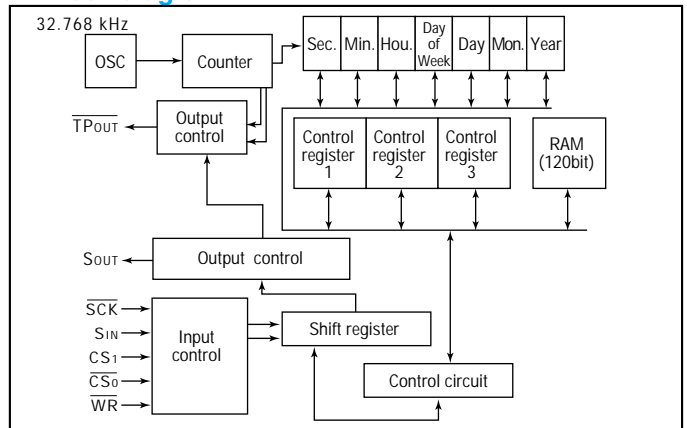 32.768 kHz
OSC
Counter
Sec.
Min.
Hou.
Day
of
Week
Day
Mon.
Year
TPOUT
Output
control
Control
register
1
Control
register
2
Control
register
3
RAM
(120bit)
SOUT
Output control
SCK
SIN
CS1
CS0
WR
Input
control
Shift register
Control circuit